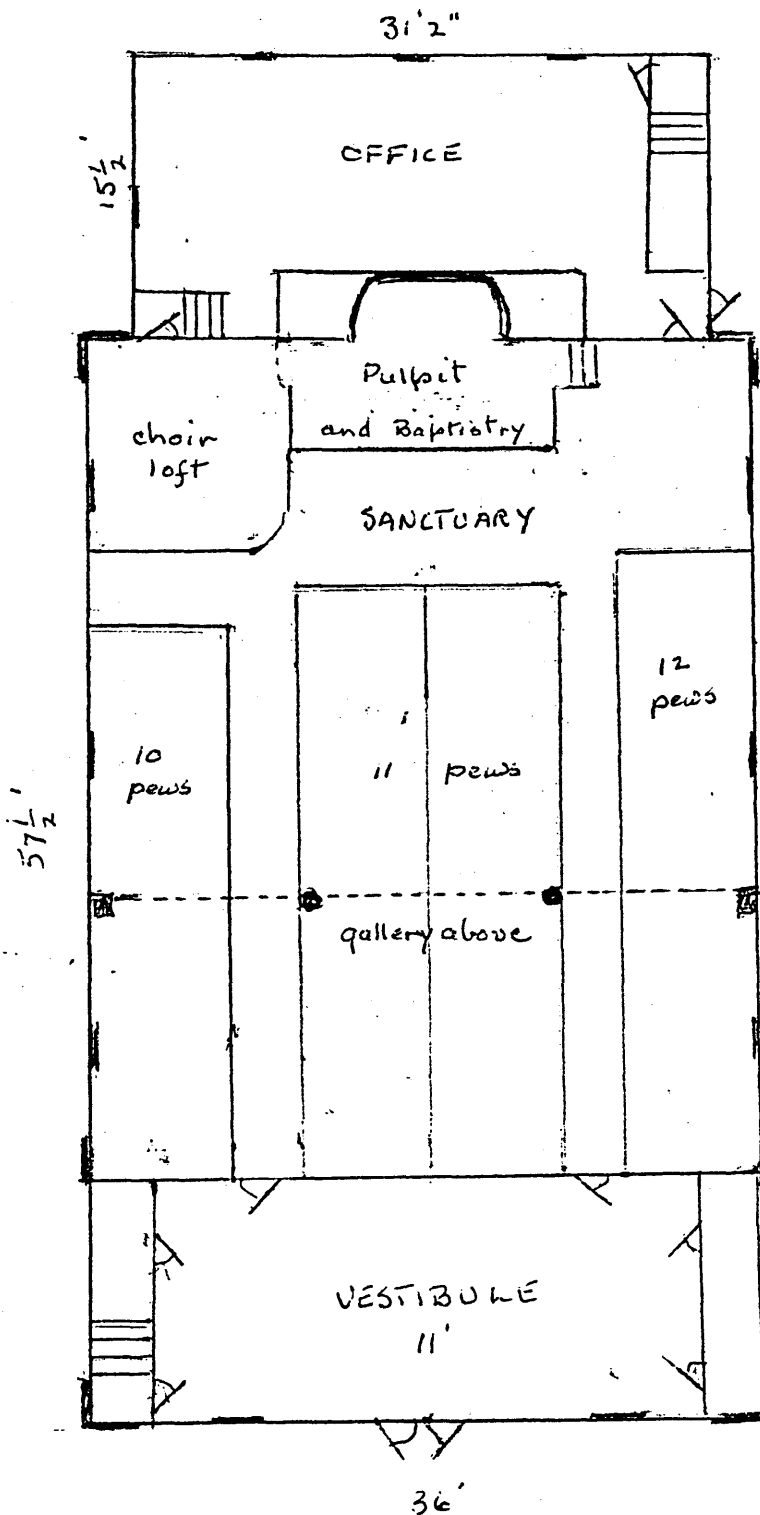 31'2"
OFFICE
15½'
Pulpit
and Baptistry
choir
loft
SANCTUARY
12
pews
10
pews
11 pews
57½'
gallery above
VESTIBULE
11'
36'